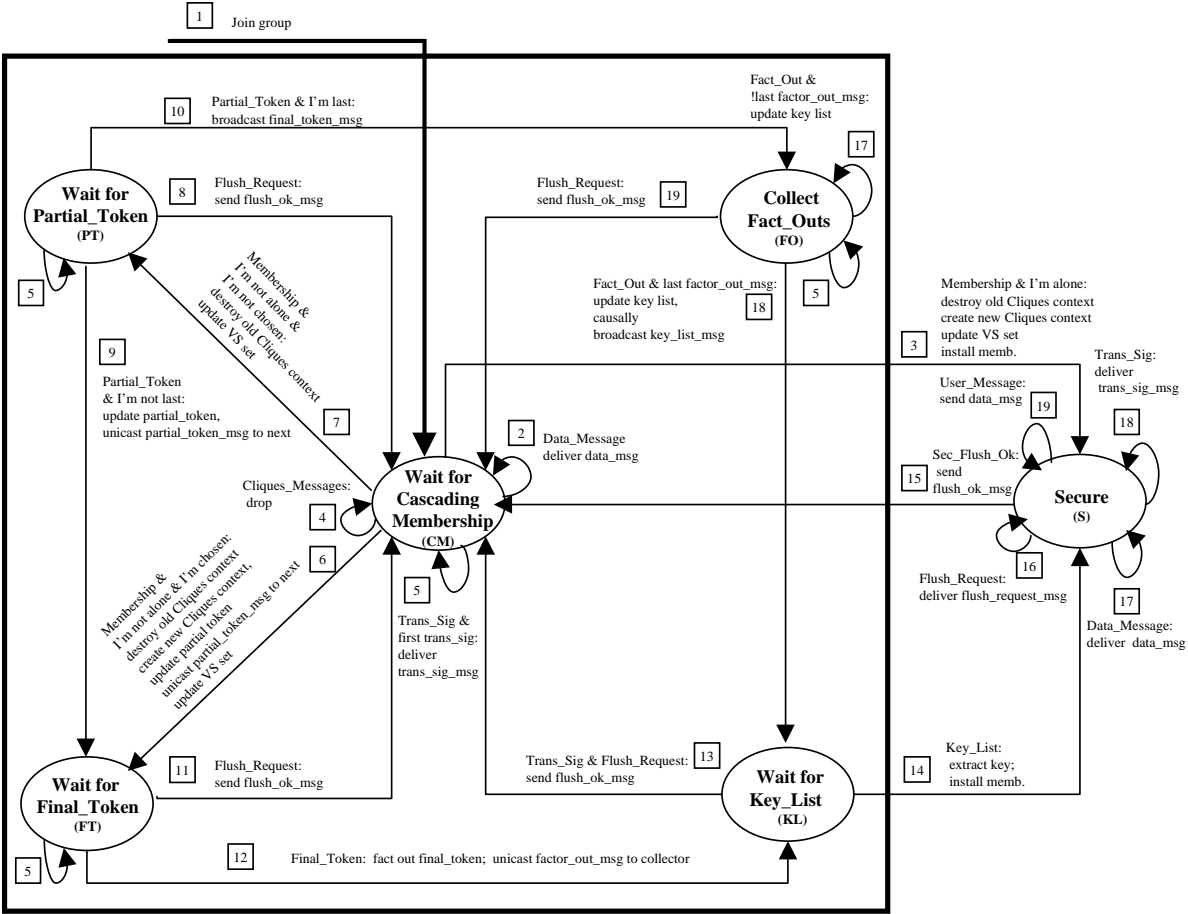 1
Join group
10
Partial_Token & I'm last:
broadcast final_token_msg
Fact_Out &
!last factor_out_msg:
update key list
17
Wait for
Partial_Token
(PT)
8
Flush_Request:
send flush_ok_msg
Flush_Request:
send flush_ok_msg
19
Collect
Fact_Outs
(FO)
5
5
Membership &
I'm not alone &
I'm not chosen:
destroy old Cliques context
update VS set
7
Fact_Out & last factor_out_msg:
update key list,
causally
broadcast key_list_msg
18
Membership & I'm alone:
destroy old Cliques context
create new Cliques context
update VS set
install memb.
3
9
Partial_Token
& I'm not last:
update partial_token,
unicast partial_token_msg to next
User_Message:
send data_msg
19
Trans_Sig:
deliver
trans_sig_msg
18
2
Data_Message
deliver data_msg
Sec_Flush_Ok:
send
flush_ok_msg
15
Cliques_Messages:
drop
4
Wait for
Cascading
Membership
(CM)
Secure
(S)
16
Flush_Request:
deliver flush_request_msg
17
Data_Message:
deliver data_msg
6
Membership &
I'm not alone & I'm chosen:
destroy old Cliques context
create new Cliques context,
update partial token
unicast partial_token_msg to next
update VS set
5
Trans_Sig &
first trans_sig:
deliver
trans_sig_msg
Wait for
Final_Token
(FT)
11
Flush_Request:
send flush_ok_msg
Trans_Sig & Flush_Request:
send flush_ok_msg
13
Wait for
Key_List
(KL)
14
Key_List:
extract key;
install memb.
5
12
Final_Token: fact out final_token; unicast factor_out_msg to collector